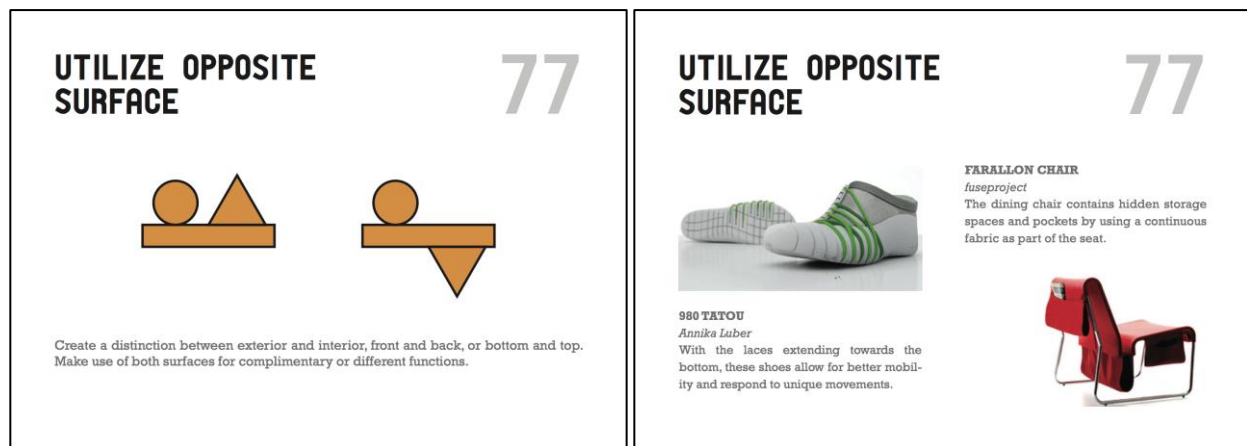 UTILIZE OPPOSITE
SURFACE
77
Create a distinction between exterior and interior, front and back, or bottom and top.
Make use of both surfaces for complimentary or different functions.
UTILIZE OPPOSITE
SURFACE
77
980 TATOU
Annika Luber
With the laces extending towards the
bottom, these shoes allow for better mobil-
ity and respond to unique movements.
FARALLON CHAIR
fuseproject
The dining chair contains hidden storage
spaces and pockets by using a continuous
fabric as part of the seat.